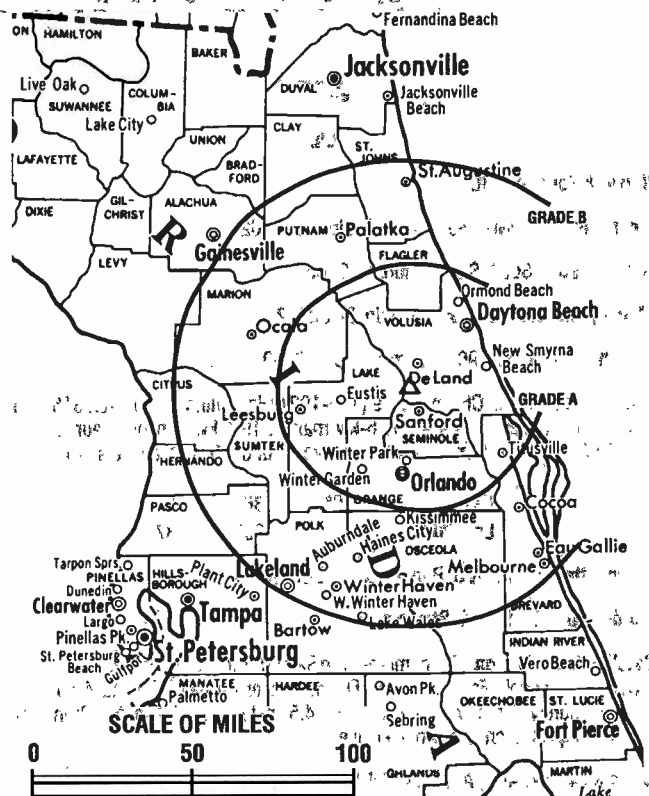 Fernandina Beach
ON
HAMILTON
BAKER
Jacksonville
Live Oak
SUWANNEE
COLUM-
BIA
DUVAL
Jacksonville
Beach
Lake City
CLAY
UNION
ST.
JOHNS
LAFAYETTE
BRAD-
FORD
St. Augustine
GIL-
CHRIST
ALACHUA
DIXIE
GRADE B
R
PUTNAM
Palatka
Gainesville
LEVY
FLAGLER
MARION
Ormond Beach
Daytona Beach
VOLUSIA
Ocala
New Smyrna
Beach
LAKE
DeLand
I
CITRUS
Eustis
GRADE A
Leesburg
Sanford
SEMINOLE
SUMTER
HERNANDO
Winter Park
Titusville
Winter Garden
Orlando
ORANGE
PASCO
Cocoa
POLK
Kissimmee
Auburndale
Haines
City
OSCEOLA
Eau Gallie
Tarpon Sprs.
PINELLAS
HILLS-
BOROUGH
Plant City
Lakeland
D
Melbourne
Dunedin
Clearwater
Tampa
Winter Haven
W. Winter Haven
BREVARD
Largo
Bartow
Lake Wales
Pinellas Pk.
St. Petersburg
INDIAN RIVER
St. Petersburg
Beach
Gulfport
Vero Beach
MANATEE
HARDEE
Avon Pk.
Palmetto
OKEECHOBEE
ST. LUCIE
Sebring
SCALE OF MILES
Fort Pierce
A
0 50 100
GHLANDS
MARTIN
Lake